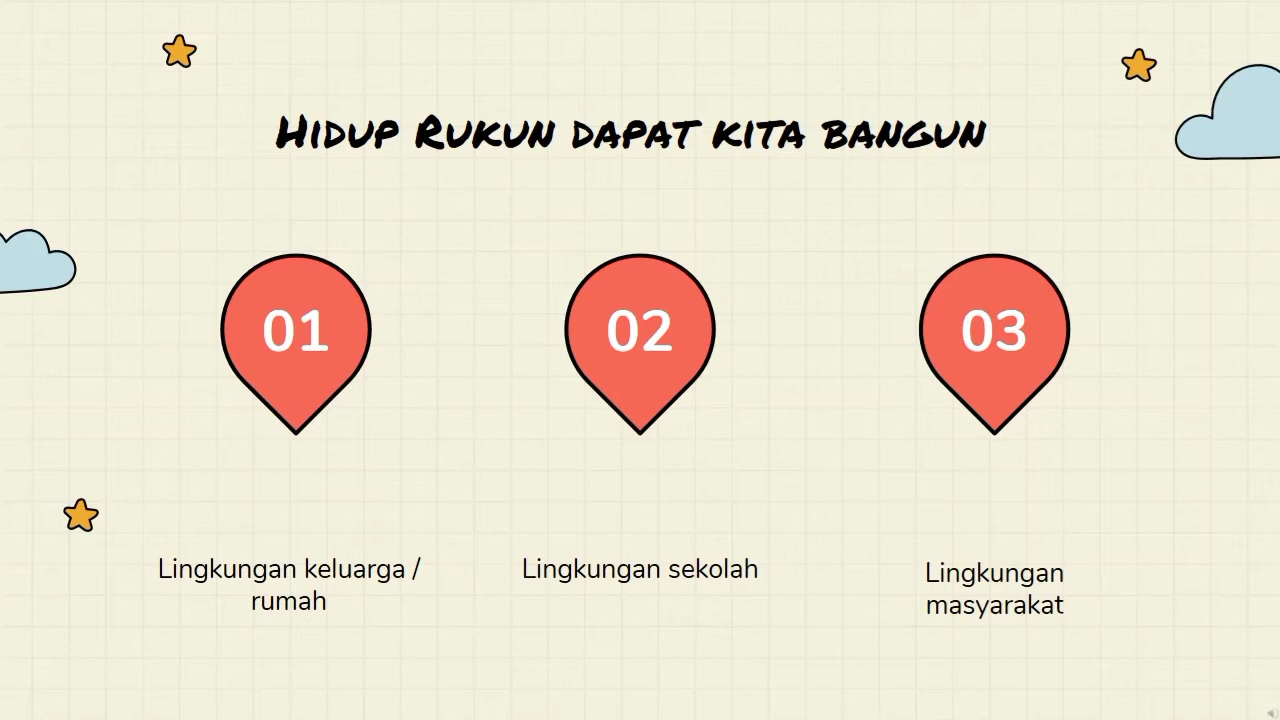 Hidup Rukun dapat kita bangun
01
02
03
Lingkungan keluarga /
rumah
Lingkungan sekolah
Lingkungan
masyarakat